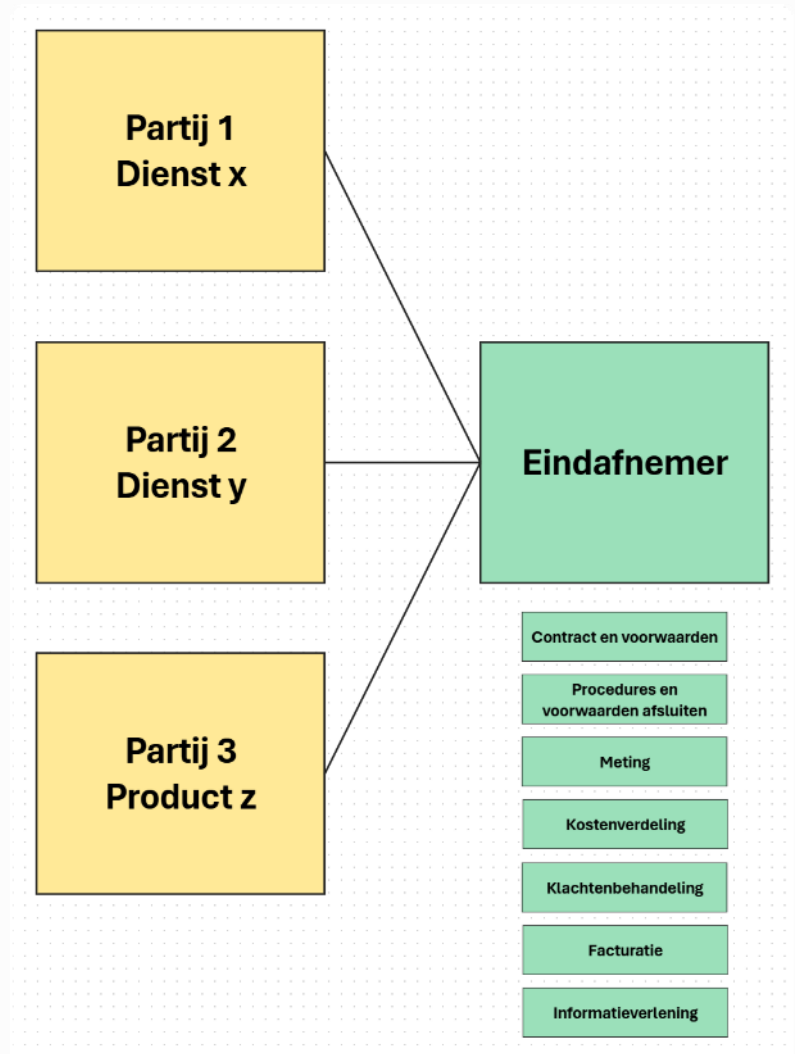 Partij 1
Dienst x
Partij 2
Dienst y
Eindafnemer
Partij 3
Product z
Contract en voorwaarden
Procedures en
voorwaarden afsluiten
Meting
Kostenverdeling
Klachtenbehandeling
Facturatie
Informatieverlening